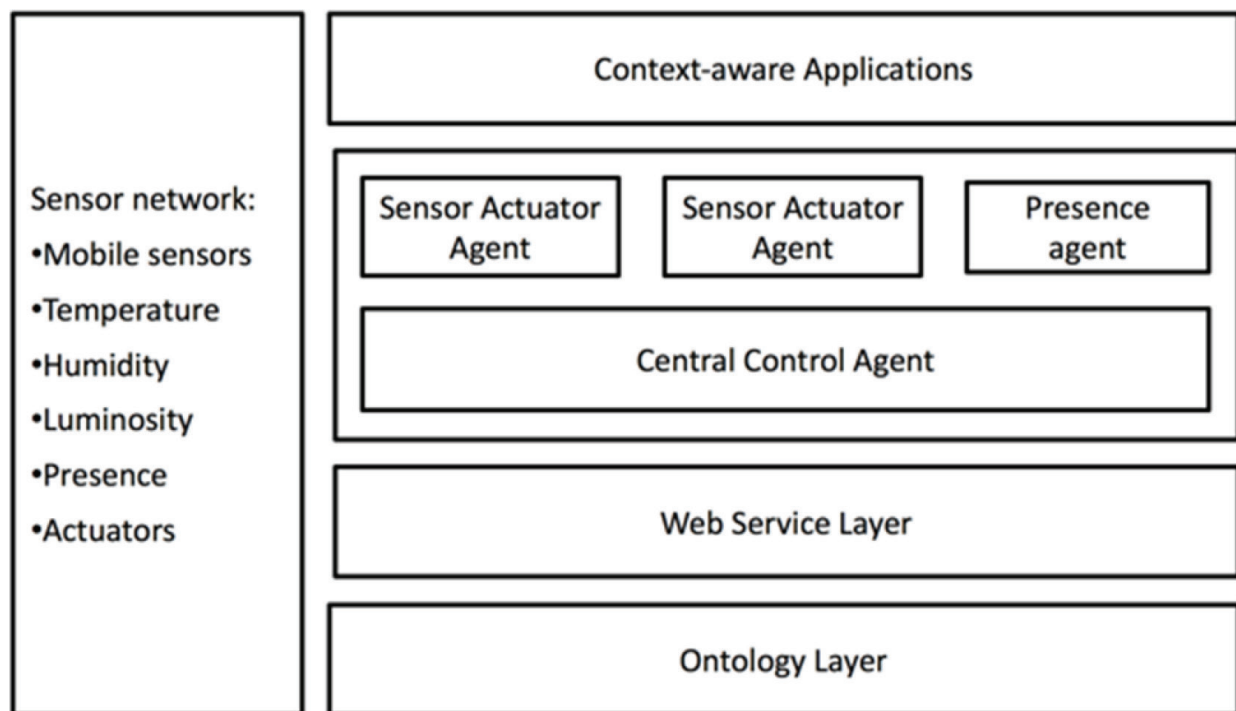 Sensor network:
•Mobile sensors
•Temperature
•Humidity
•Luminosity
•Presence
•Actuators
Context-aware Applications
Sensor Actuator
Agent
Sensor Actuator
Agent
Presence
agent
Central Control Agent
Web Service Layer
Ontology Layer